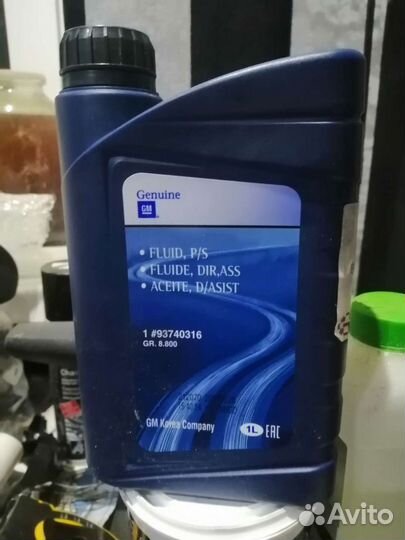 Genuine
GM
• FLUID, P/S
• FLUIDE, DIR,ASS
• ACEITE, D/ASIST
1 #93740316
GR. 8.800
GM Korea Company
1L
EAC
Avito